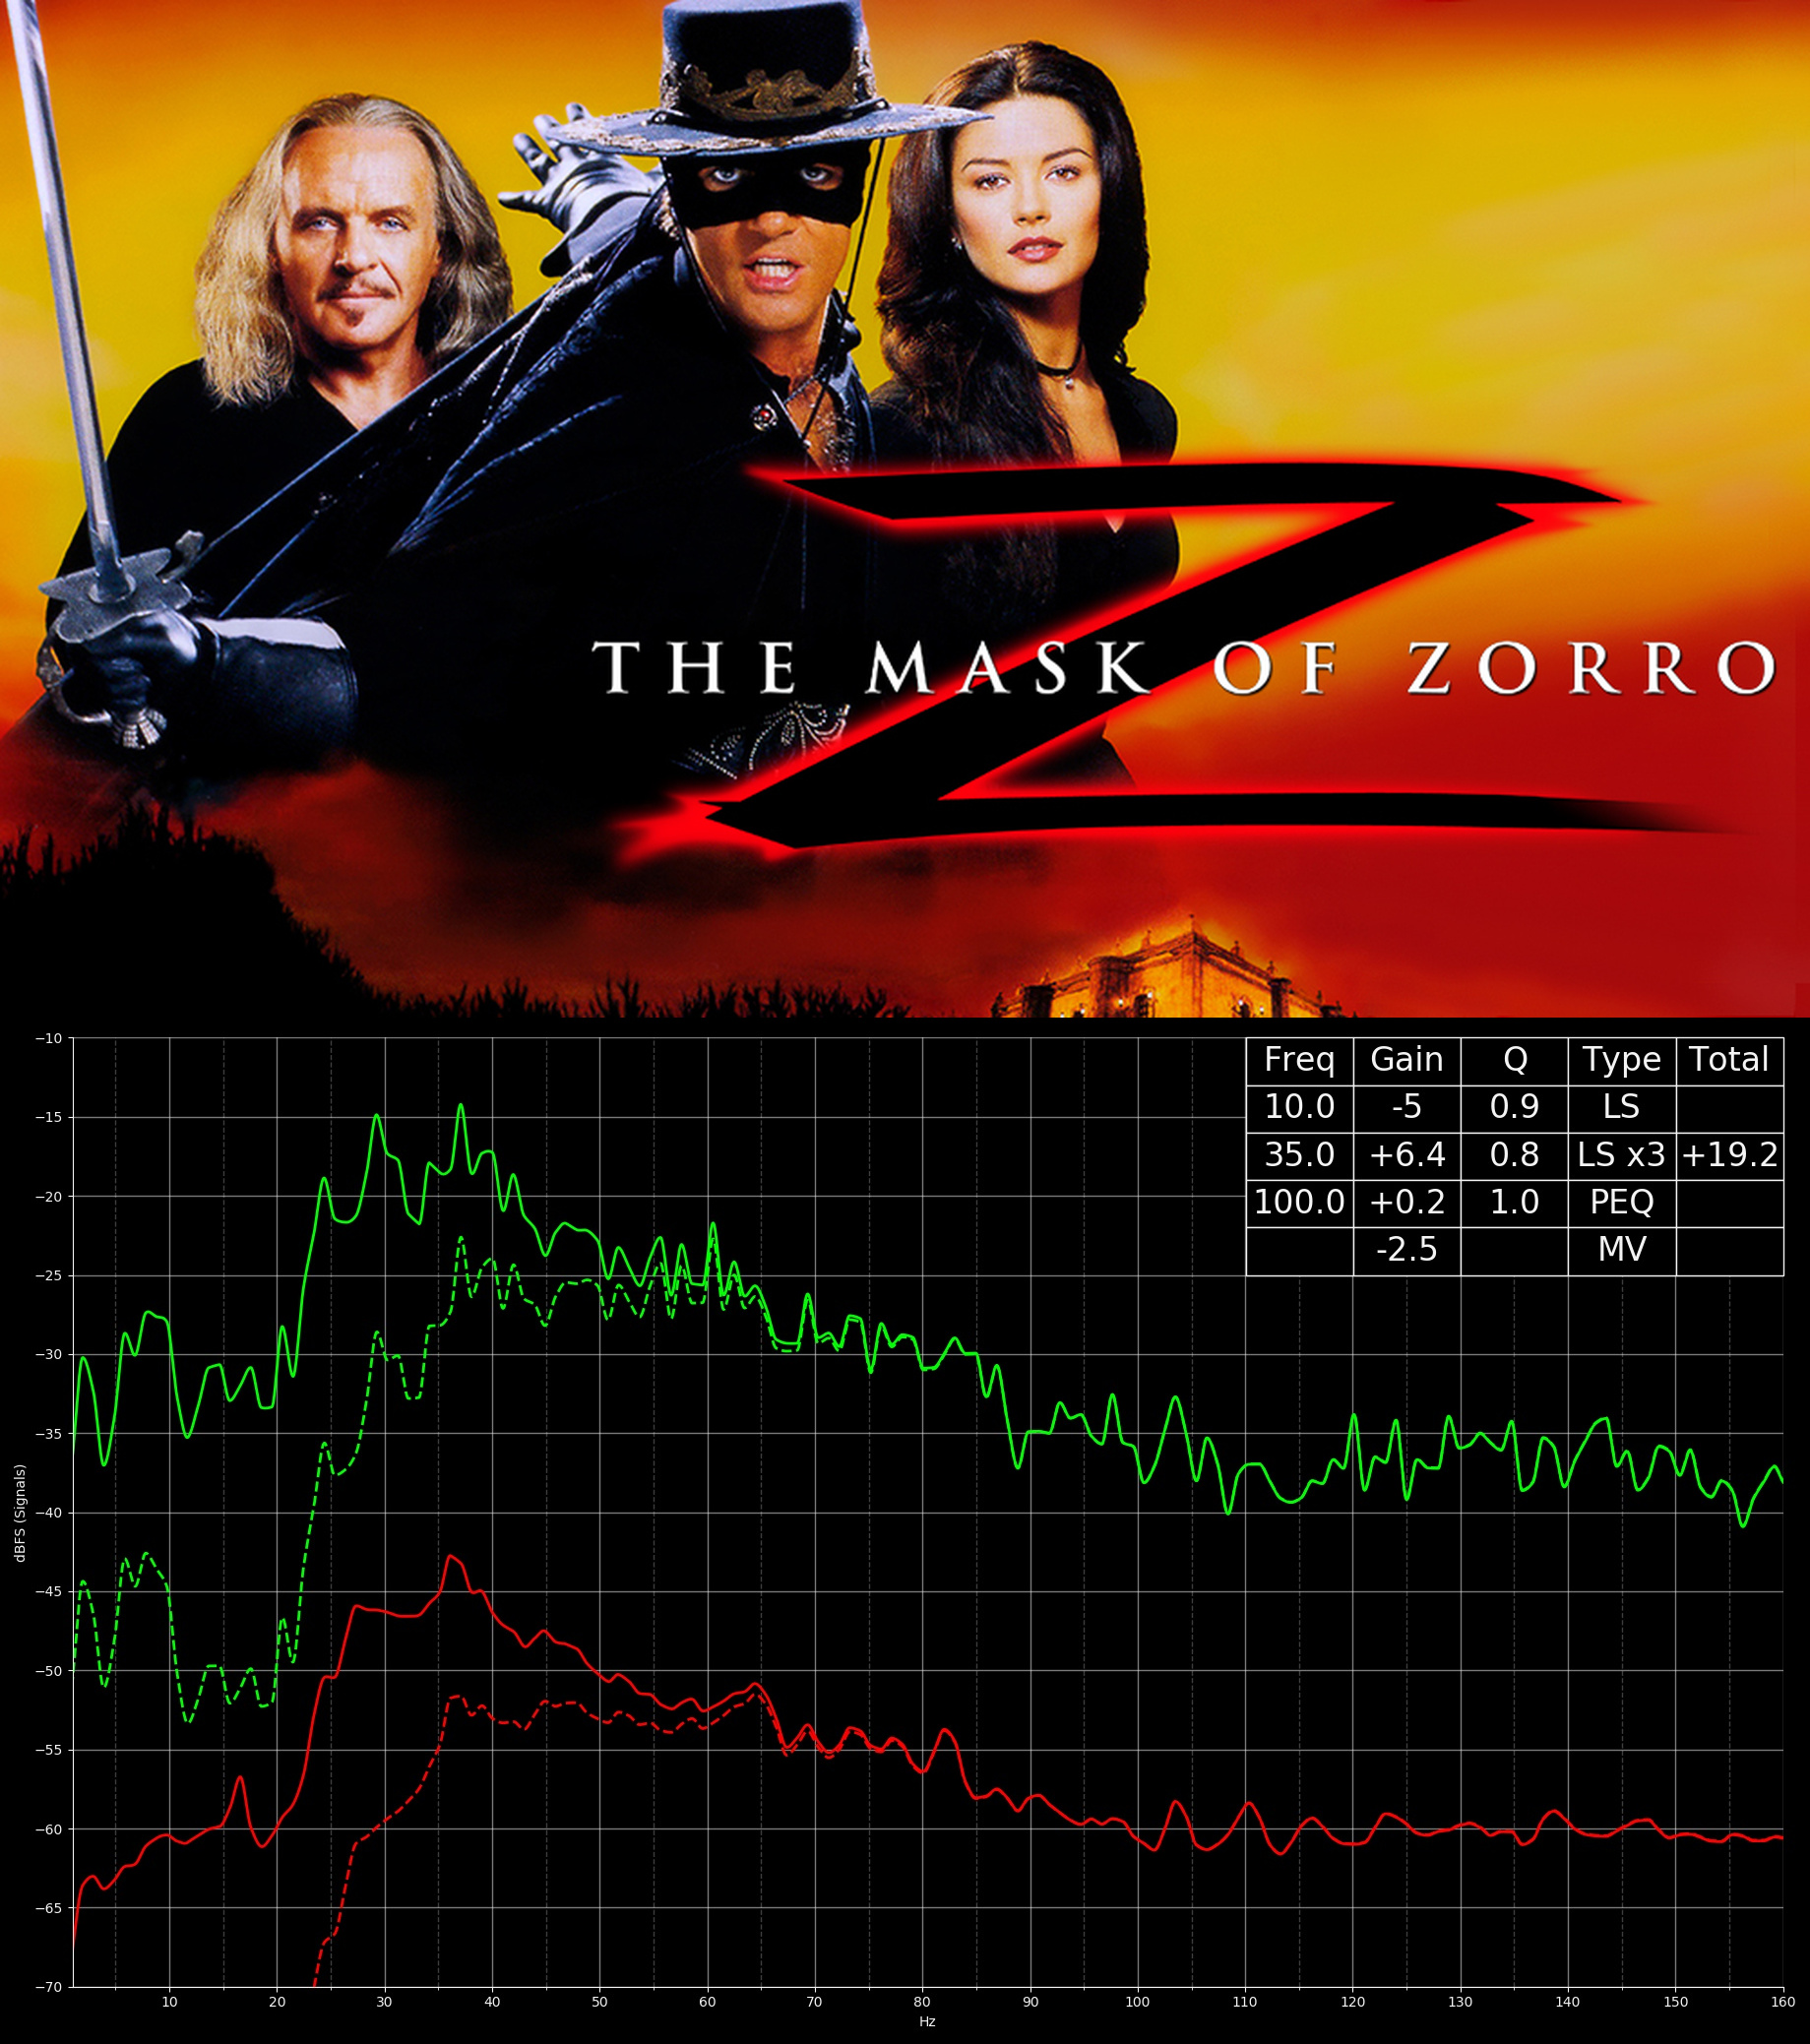 THE MASK OF ZORRO
Freq Gain Q Type Total
10.0 -5 0.9 LS
35.0 +6.4 0.8 LS x3 +19.2
100.0 +0.2 1.0 PEQ
-2.5 MV
−10
−15
−20
−25
−30
−35
−40
−45
−50
−55
−60
−65
−70
dBFS (Signals)
10 20 30 40 50 60 70 80 90 100 110 120 130 140 150 160
Hz